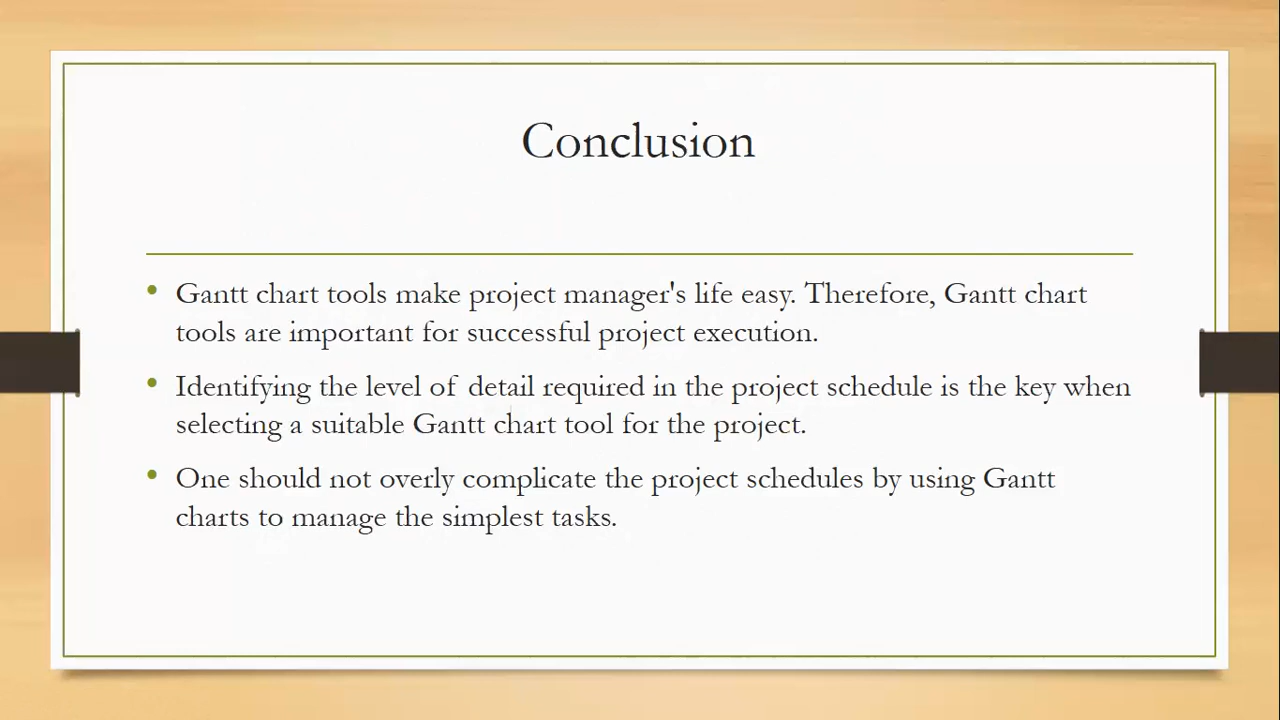 Conclusion
• Gantt chart tools make project manager's life easy. Therefore, Gantt chart
tools are important for successful project execution.
• Identifying the level of detail required in the project schedule is the key when
selecting a suitable Gantt chart tool for the project.
• One should not overly complicate the project schedules by using Gantt
charts to manage the simplest tasks.